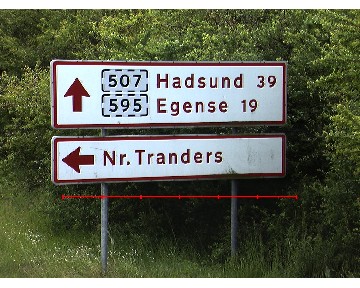 507 Hadsund 39
595 Egense 19
Nr. Tranders